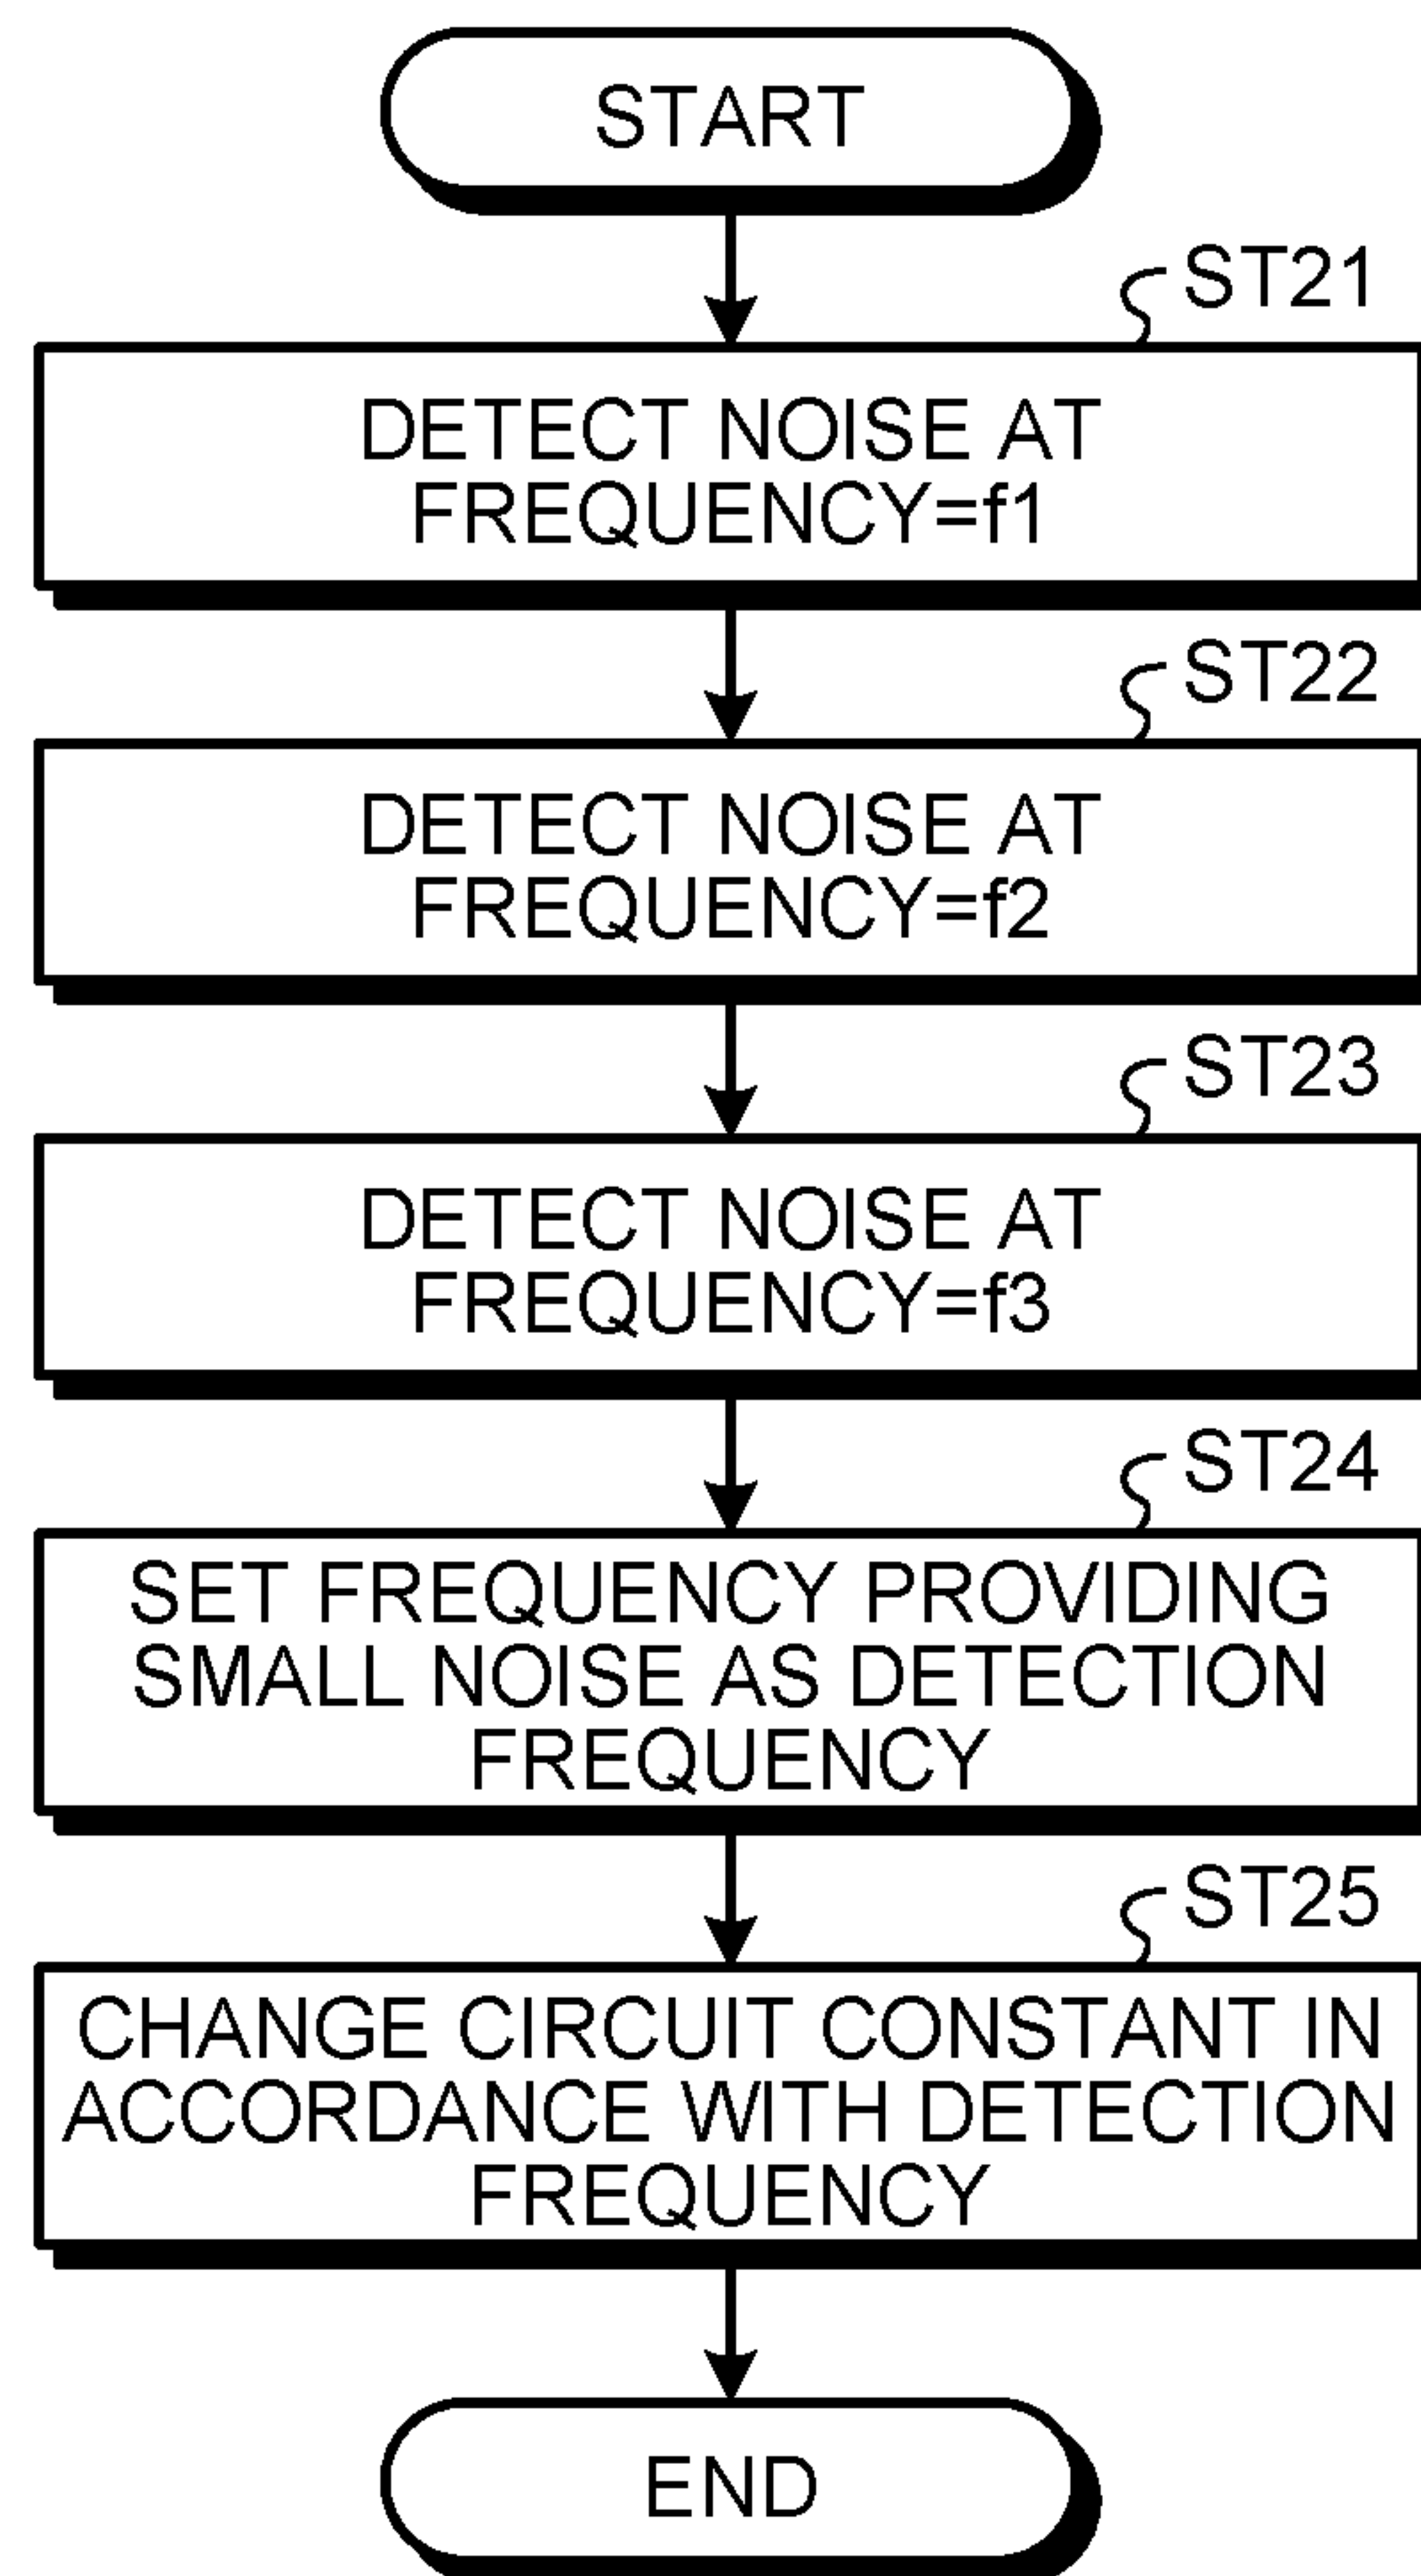 START
ST21
DETECT NOISE AT
FREQUENCY=f1
ST22
DETECT NOISE AT
FREQUENCY=f2
ST23
DETECT NOISE AT
FREQUENCY=f3
ST24
SET FREQUENCY PROVIDING
SMALL NOISE AS DETECTION
FREQUENCY
ST25
CHANGE CIRCUIT CONSTANT IN
ACCORDANCE WITH DETECTION
FREQUENCY
END